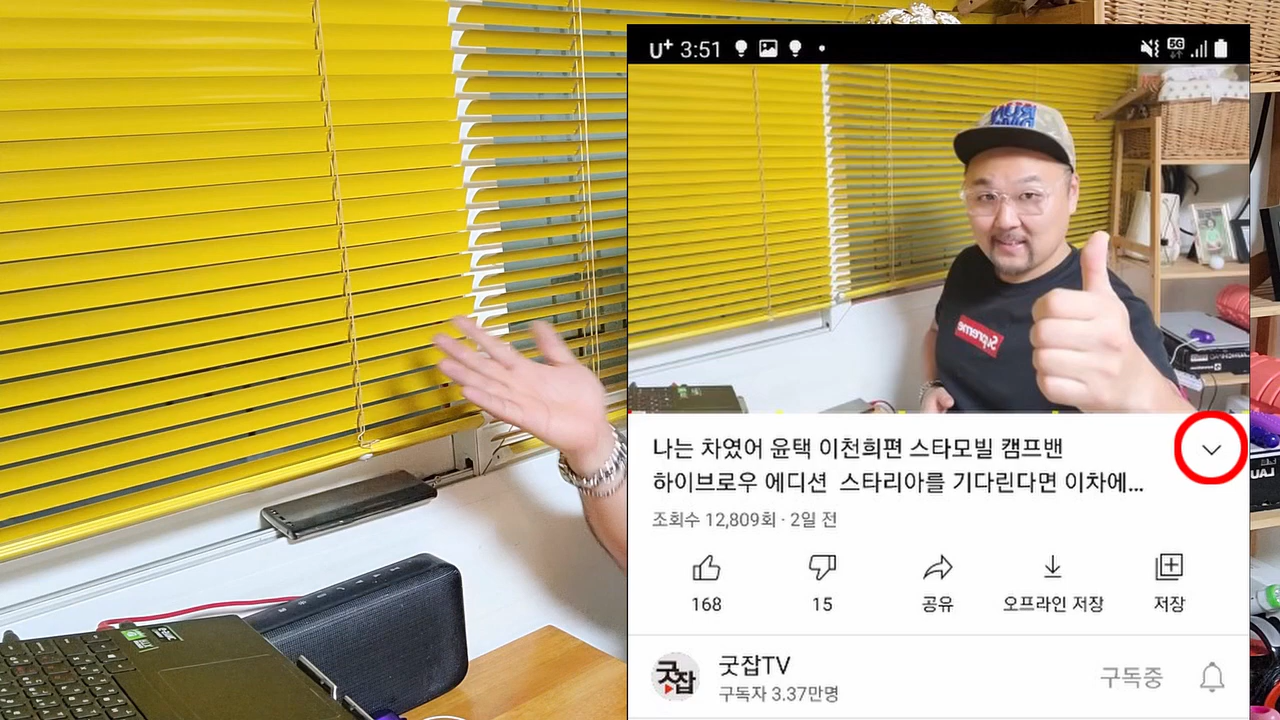 U+ 3:51
5G
Supreme
나는 차였어 윤택 이천희편 스타모빌 캠프밴
하이브로우 에디션 스타리아를 기다린다면 이차에...
조회수 12,809회 · 2일 전
168
15
공유
오프라인 저장
저장
굿잡
굿잡TV
구독자 3.37만명
구독중